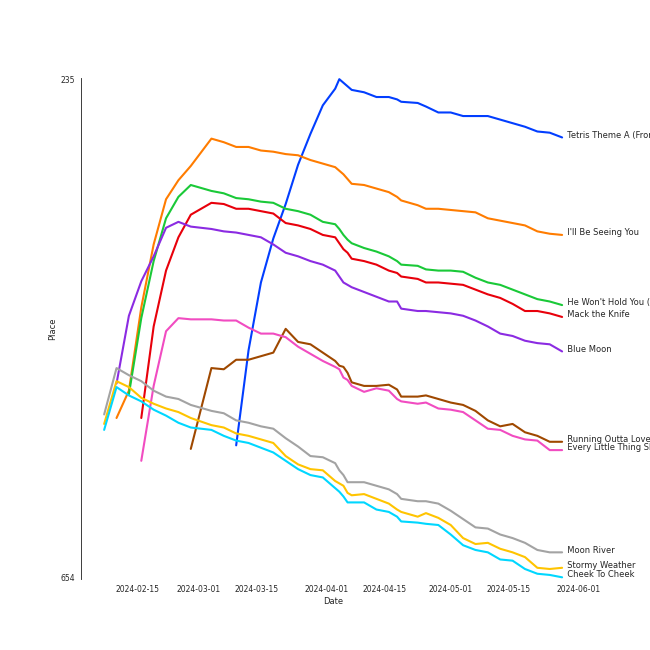 235
Tetris Theme A (From
I'll Be Seeing You
He Won't Hold You (
Mack the Knife
Place
Blue Moon
Running Outta Love
Every Little Thing S
Moon River
Stormy Weather
Cheek To Cheek
654
2024-02-15 2024-03-01 2024-03-15 2024-04-01 2024-04-15 2024-05-01 2024-05-15 2024-06-01
Date